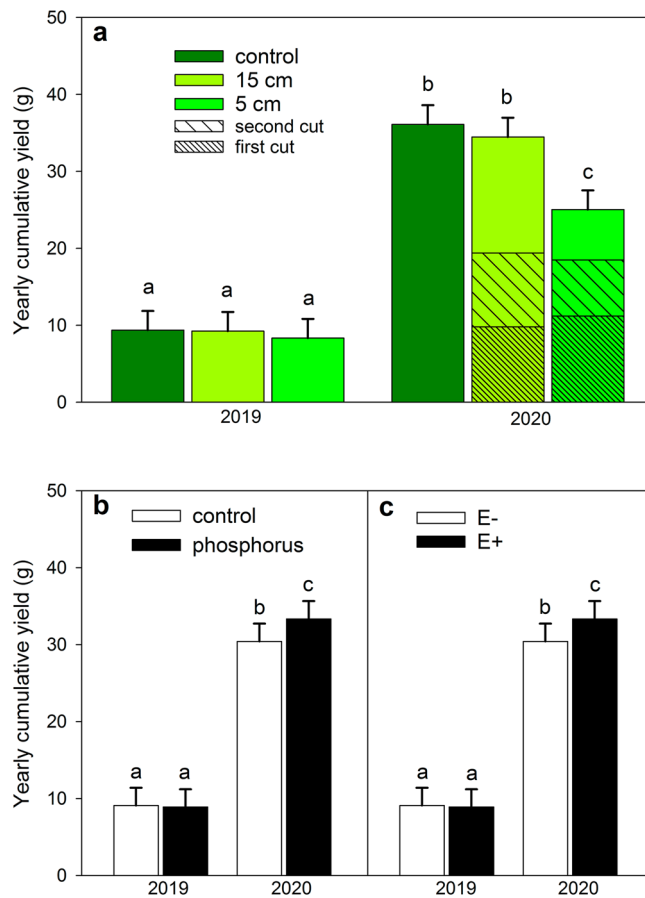 50
a
control
15 cm
5 cm
second cut
first cut
b
b
c
40
30
20
a
a
a
10
0
Yearly cumulative yield (g)
2019
2020
50
b
control
phosphorus
c
E-
E+
40
b
c
b
c
30
20
a
a
a
a
10
0
Yearly cumulative yield (g)
2019
2020
2019
2020